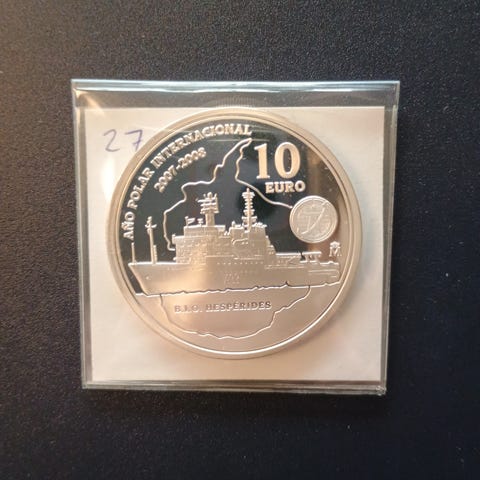 27
AÑO POLAR INTERNACIONAL
2007-2008
10
EURO
B.I.O. HESPÉRIDES